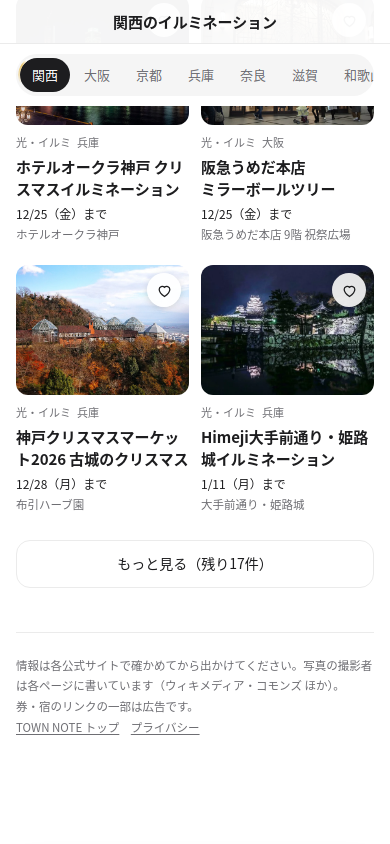 関西のイルミネーション
関西
大阪
京都
兵庫
奈良
滋賀
光・イルミ 兵庫
ホテルオークラ神戸 クリ
スマスイルミネーション
12/25（金）まで
ホテルオークラ神戸
光・イルミ 大阪
阪急うめだ本店
ミラーボールツリー
12/25（金）まで
阪急うめだ本店 9階 祝祭広場
光・イルミ 兵庫
神戸クリスマスマーケッ
ト2026 古城のクリスマス
12/28（月）まで
布引ハーブ園
光・イルミ 兵庫
Himeji大手前通り・姫路
城イルミネーション
1/11（月）まで
大手前通り・姫路城
もっと見る（残り17件）
情報は各公式サイトで確かめてから出かけてください。写真の撮影者
は各ページに書いています（ウィキメディア・コモンズ ほか）。
券・宿のリンクの一部は広告です。
TOWN NOTE トップ プライバシー